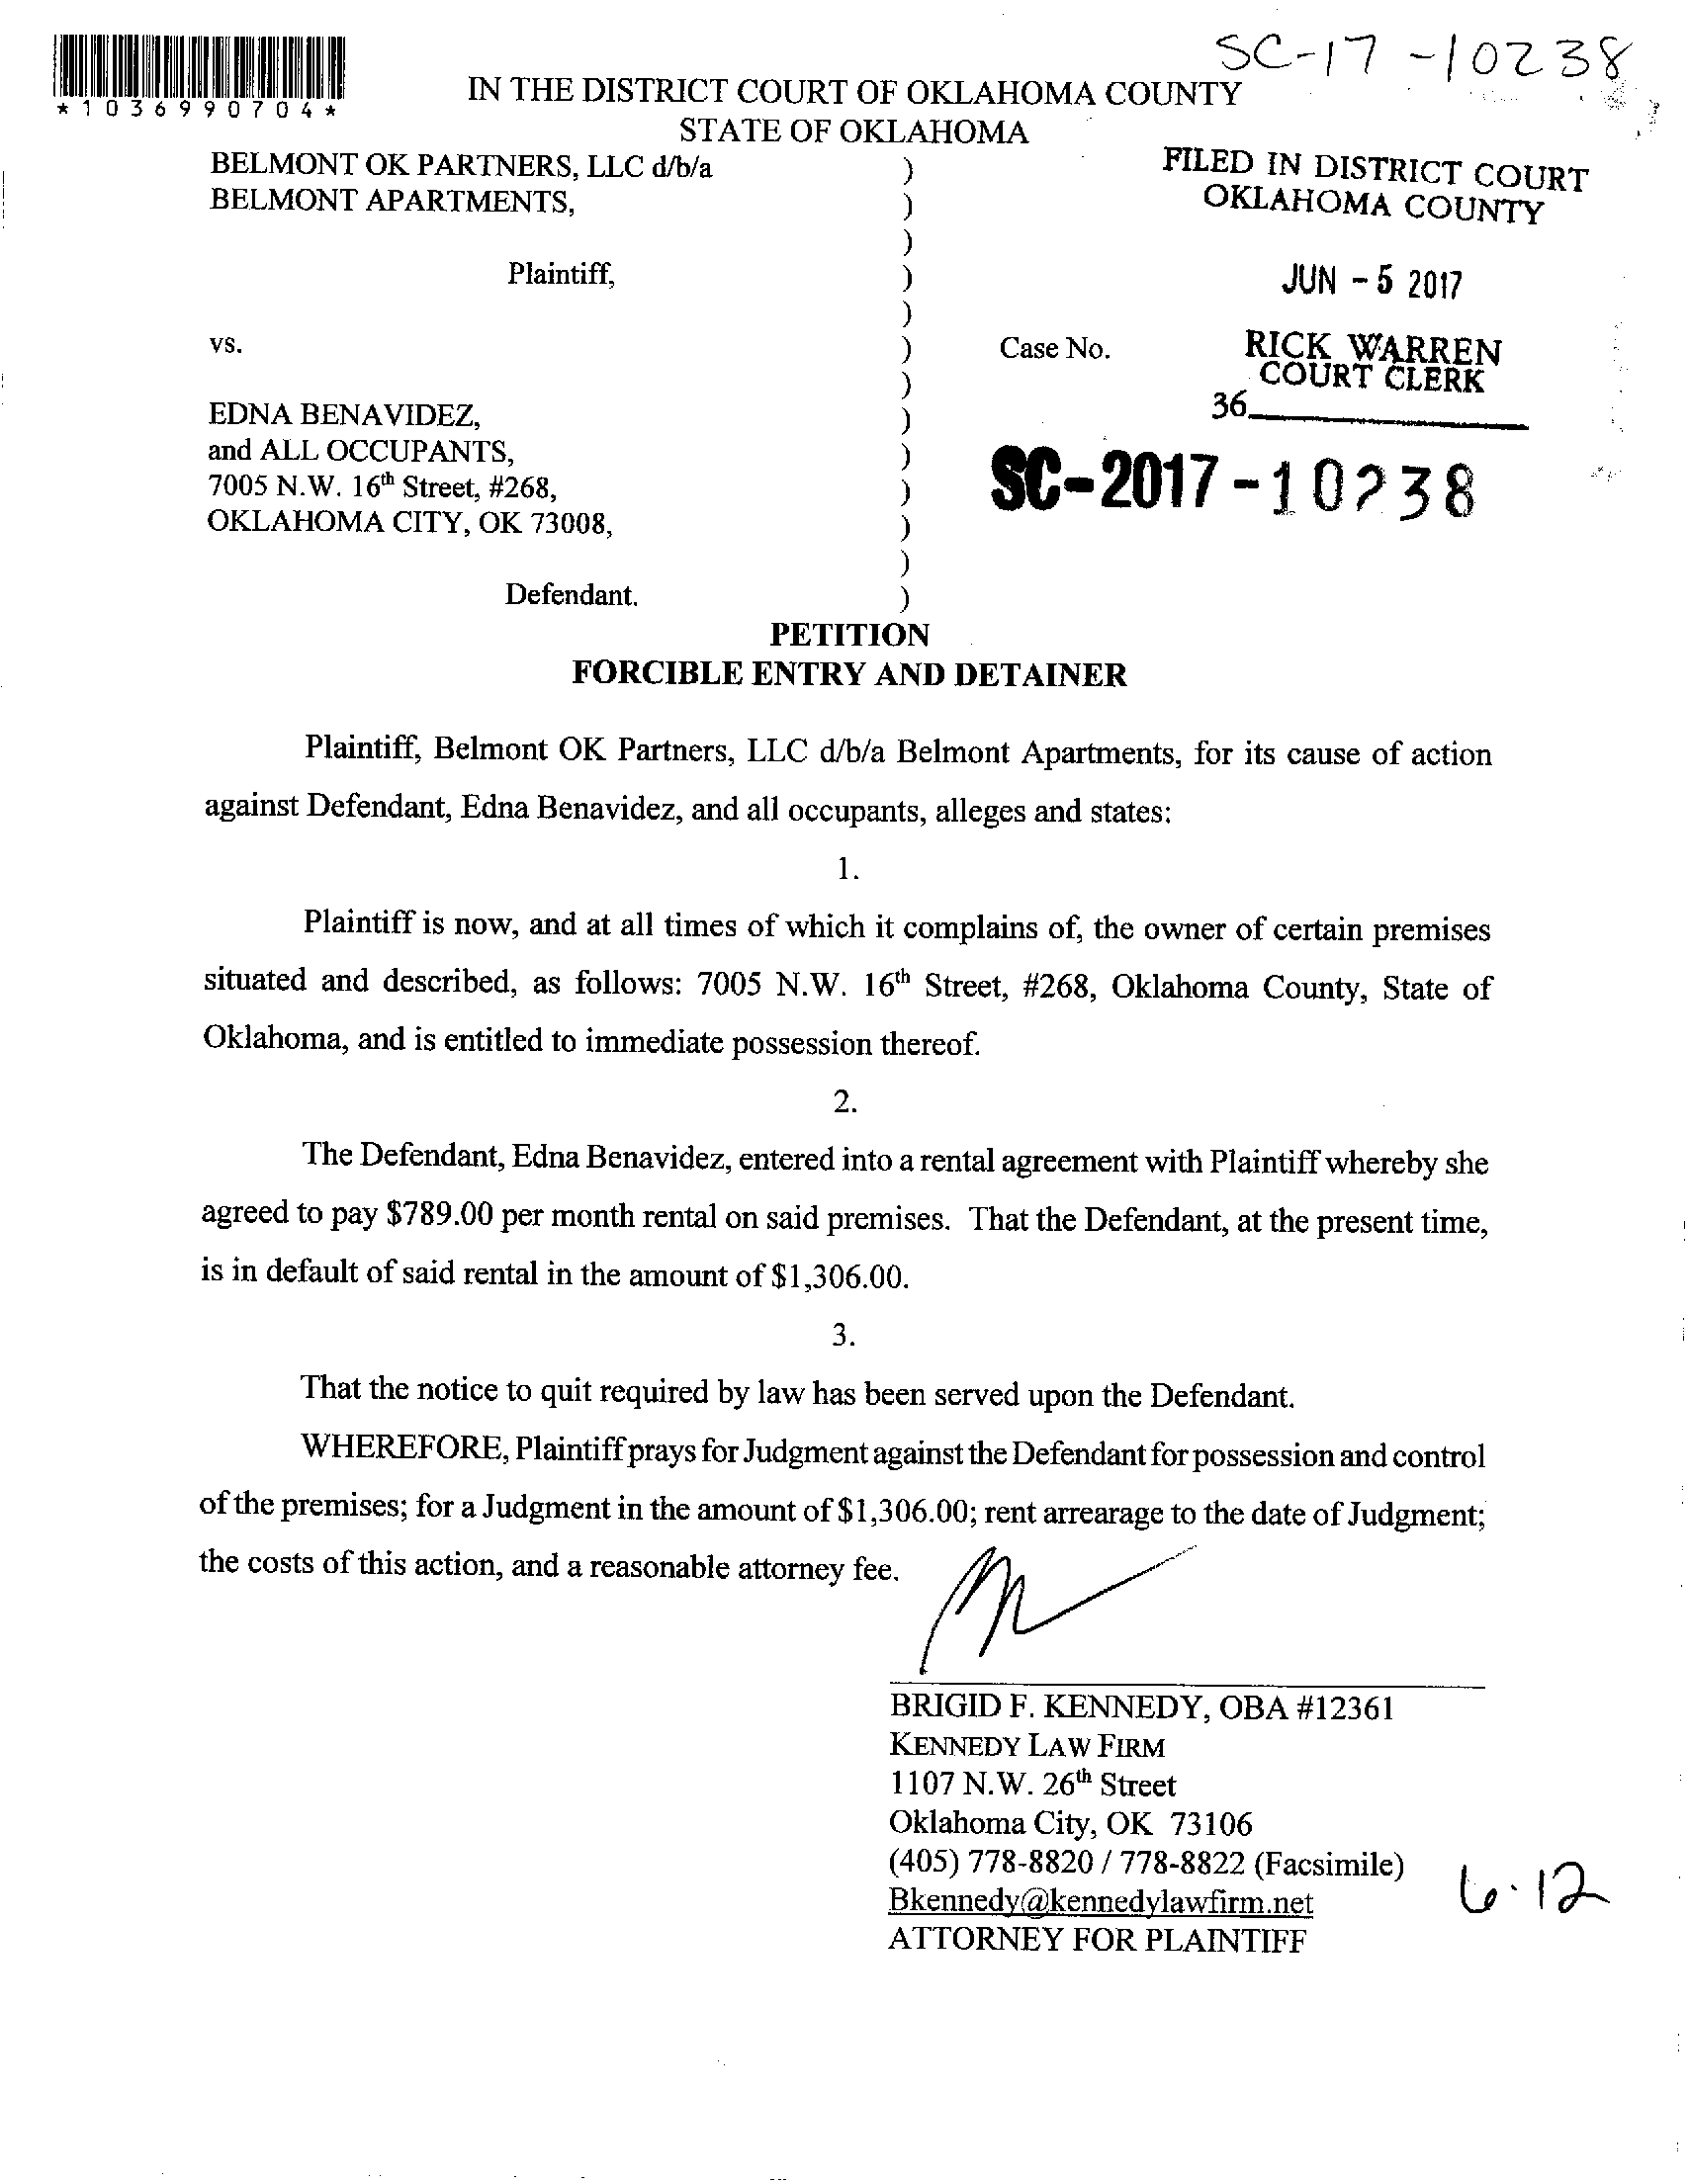 SC-17-10238
*1036990704*
IN THE DISTRICT COURT OF OKLAHOMA COUNTY
STATE OF OKLAHOMA
BELMONT OK PARTNERS, LLC d/b/a )
BELMONT APARTMENTS, )
)
Plaintiff, )
)
vs. ) Case No.
)
EDNA BENAVIDEZ, )
and ALL OCCUPANTS, )
7005 N.W. 16th Street, #268, )
OKLAHOMA CITY, OK 73008, )
)
Defendant. )
FILED IN DISTRICT COURT
OKLAHOMA COUNTY
JUN - 5 2017
RICK WARREN
COURT CLERK
36
SC-2017-10238
PETITION
FORCIBLE ENTRY AND DETAINER
Plaintiff, Belmont OK Partners, LLC d/b/a Belmont Apartments, for its cause of action
against Defendant, Edna Benavidez, and all occupants, alleges and states:
1.
Plaintiff is now, and at all times of which it complains of, the owner of certain premises
situated and described, as follows: 7005 N.W. 16th Street, #268, Oklahoma County, State of
Oklahoma, and is entitled to immediate possession thereof.
2.
The Defendant, Edna Benavidez, entered into a rental agreement with Plaintiff whereby she
agreed to pay $789.00 per month rental on said premises. That the Defendant, at the present time,
is in default of said rental in the amount of $1,306.00.
3.
That the notice to quit required by law has been served upon the Defendant.
WHEREFORE, Plaintiff prays for Judgment against the Defendant for possession and control
of the premises; for a Judgment in the amount of $1,306.00; rent arrearage to the date of Judgment;
the costs of this action, and a reasonable attorney fee.
BRIGID F. KENNEDY, OBA #12361
KENNEDY LAW FIRM
1107 N.W. 26th Street
Oklahoma City, OK 73106
(405) 778-8820 / 778-8822 (Facsimile)
Bkennedy@kennedylawfirm.net
ATTORNEY FOR PLAINTIFF
6.12